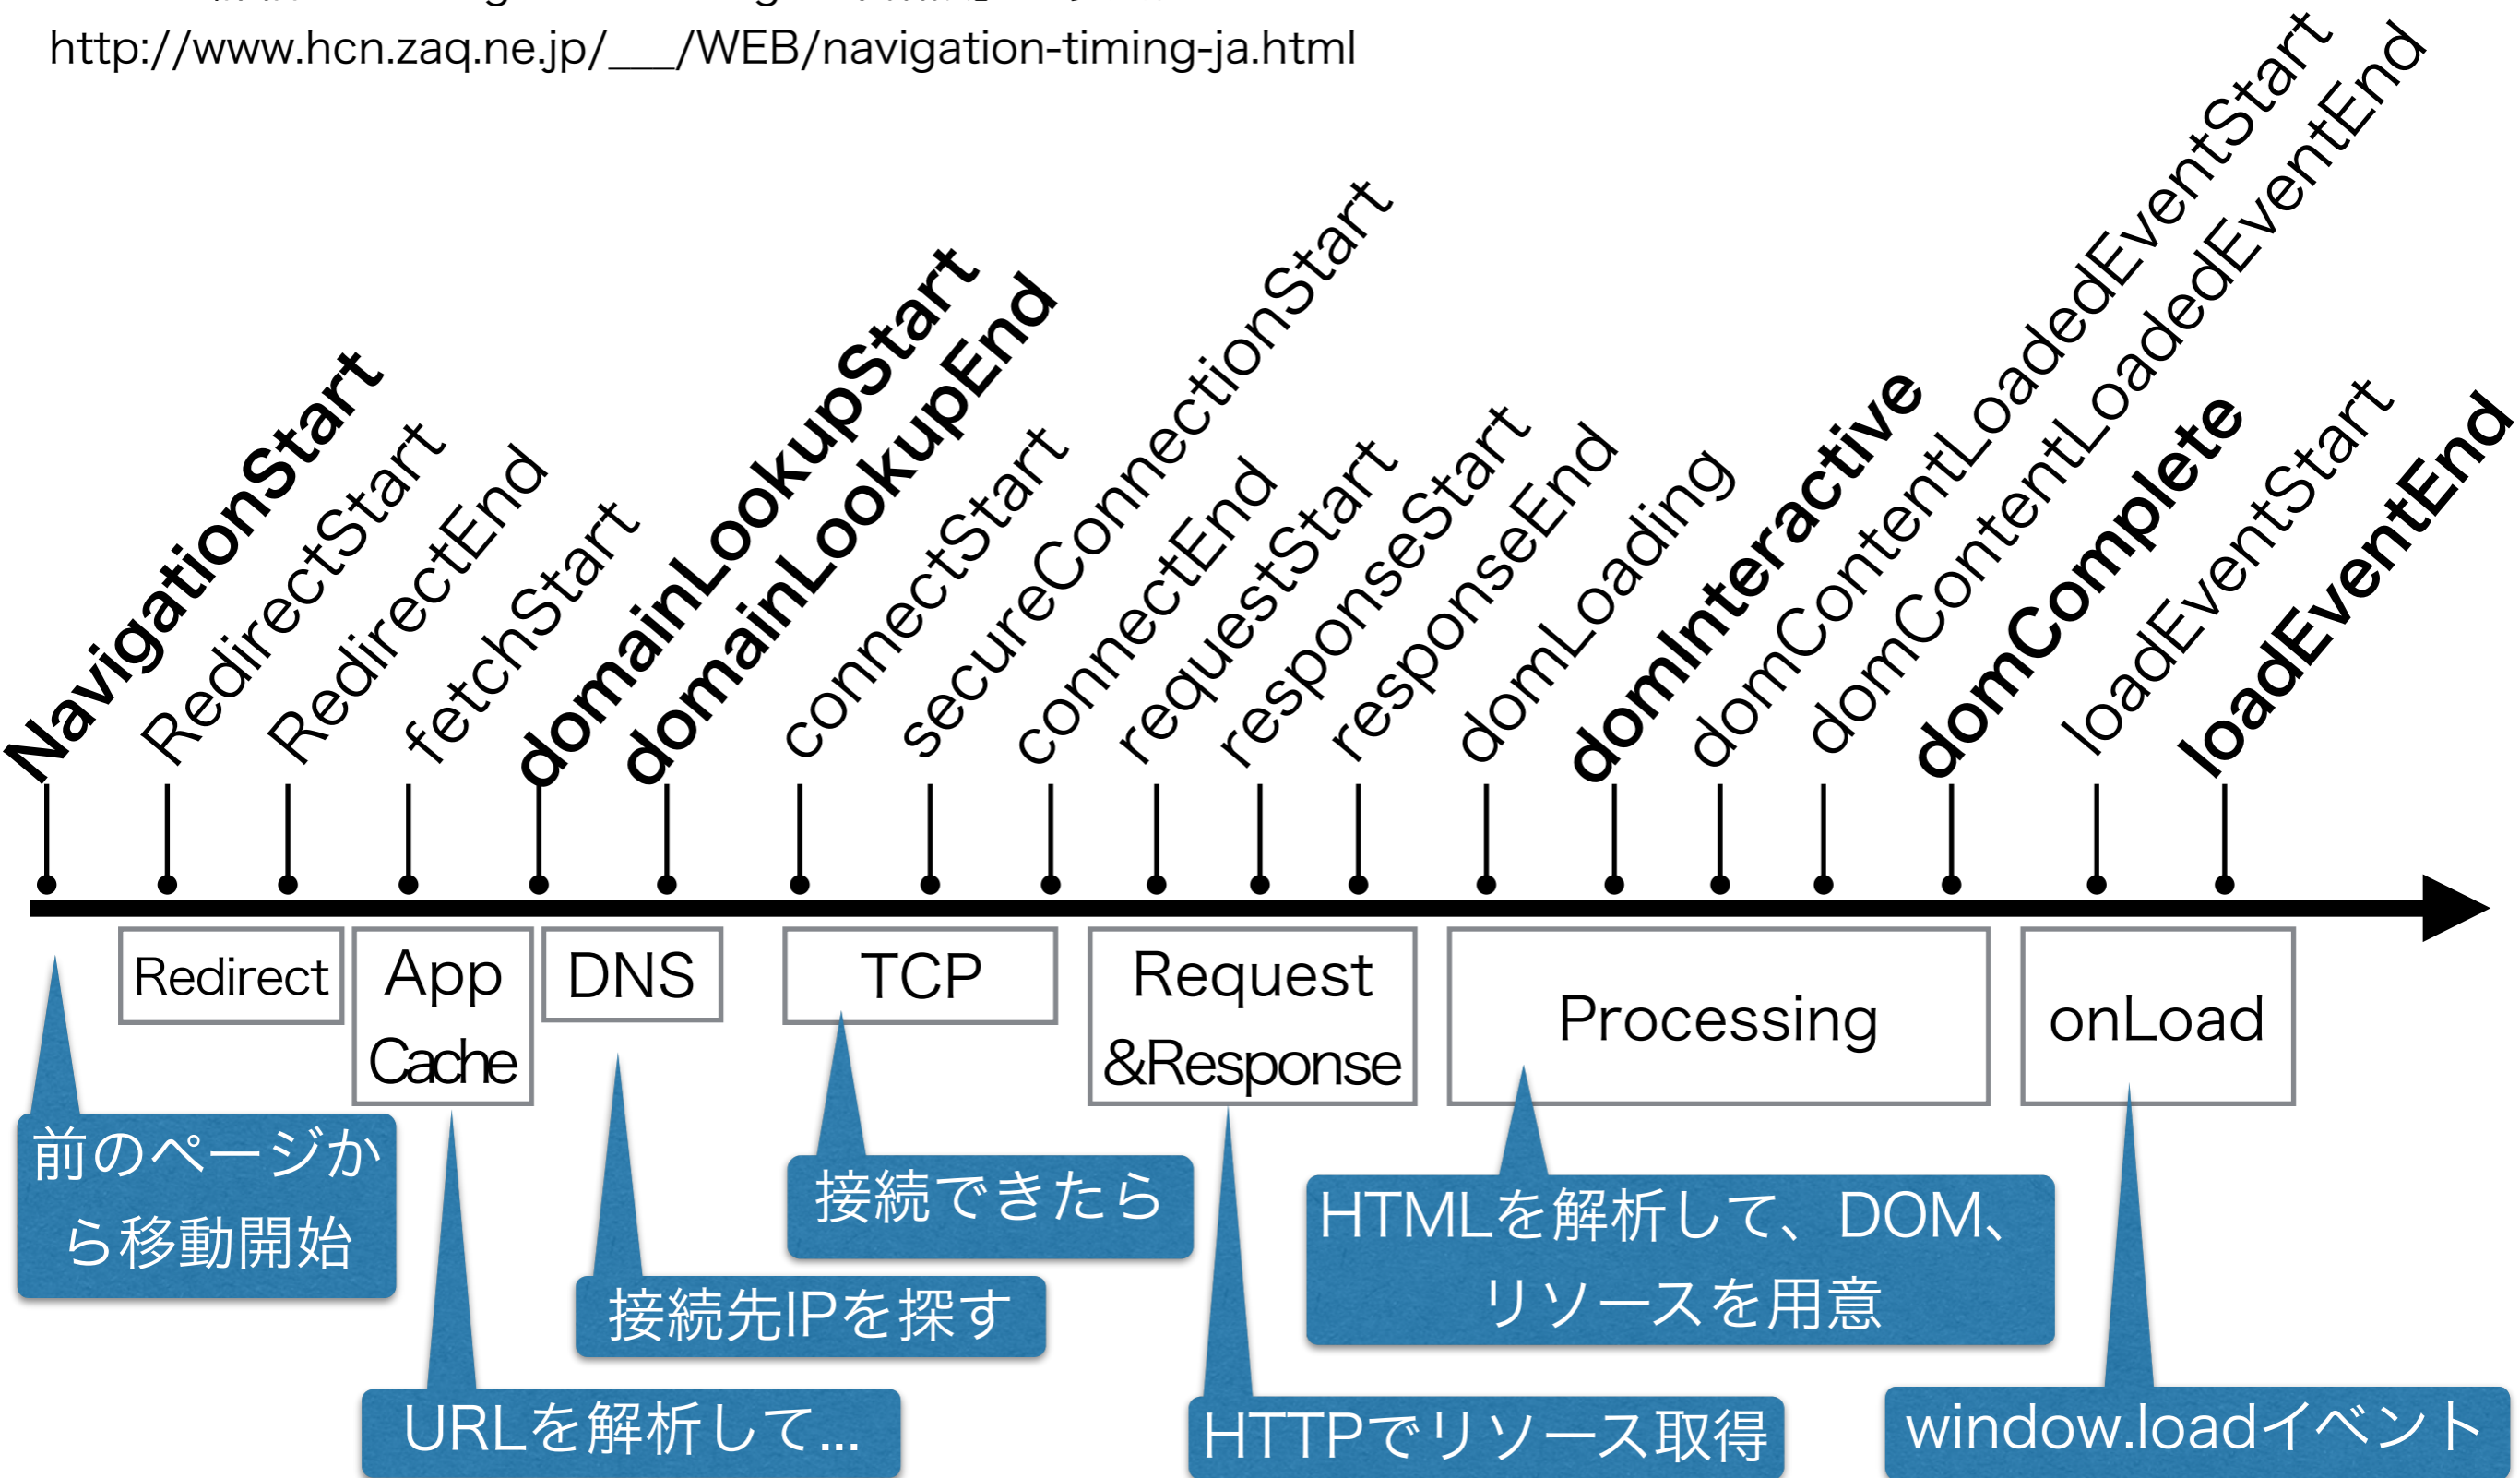 http://www.hcn.zaq.ne.jp/___/WEB/navigation-timing-ja.html
NavigationStart
RedirectStart
RedirectEnd
fetchStart
domainLookupStart
domainLookupEnd
connectStart
secureConnectionStart
connectEnd
requestStart
responseStart
responseEnd
domLoading
domInteractive
domContentLoadedEventStart
domContentLoadedEventEnd
domComplete
loadEventStart
loadEventEnd
Redirect
App
Cache
DNS
TCP
Request
&Response
Processing
onLoad
前のページか
ら移動開始
URLを解析して...
接続先IPを探す
接続できたら
HTTPでリソース取得
HTMLを解析して、DOM、
リソースを用意
window.loadイベント